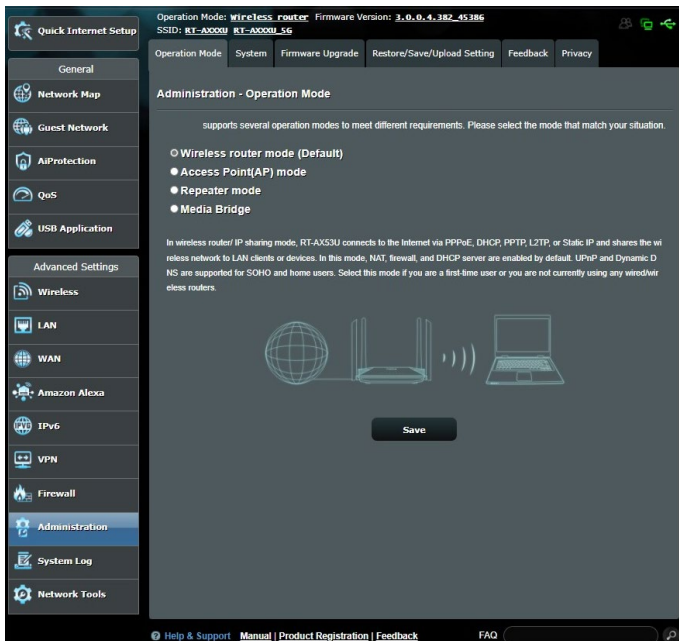 Quick Internet Setup
General
Network Map
Guest Network
AiProtection
QoS
USB Application
Advanced Settings
Wireless
LAN
WAN
Amazon Alexa
IPv6
VPN
Firewall
Administration
System Log
Network Tools
Operation Mode: Wireless router Firmware Version: 3.0.0.4.382_45386
SSID: RT-AXXXU RT-AXXXU_5G
Operation Mode System Firmware Upgrade Restore/Save/Upload Setting Feedback Privacy
Administration - Operation Mode
supports several operation modes to meet different requirements. Please select the mode that match your situation.
Wireless router mode (Default)
Access Point(AP) mode
Repeater mode
Media Bridge
In wireless router/ IP sharing mode, RT-AX53U connects to the Internet via PPPoE, DHCP, PPTP, L2TP, or Static IP and shares the wi
reless network to LAN clients or devices. In this mode, NAT, firewall, and DHCP server are enabled by default. UPnP and Dynamic D
NS are supported for SOHO and home users. Select this mode if you are a first-time user or you are not currently using any wired/wir
eless routers.
Save
Help & Support Manual | Product Registration | Feedback FAQ